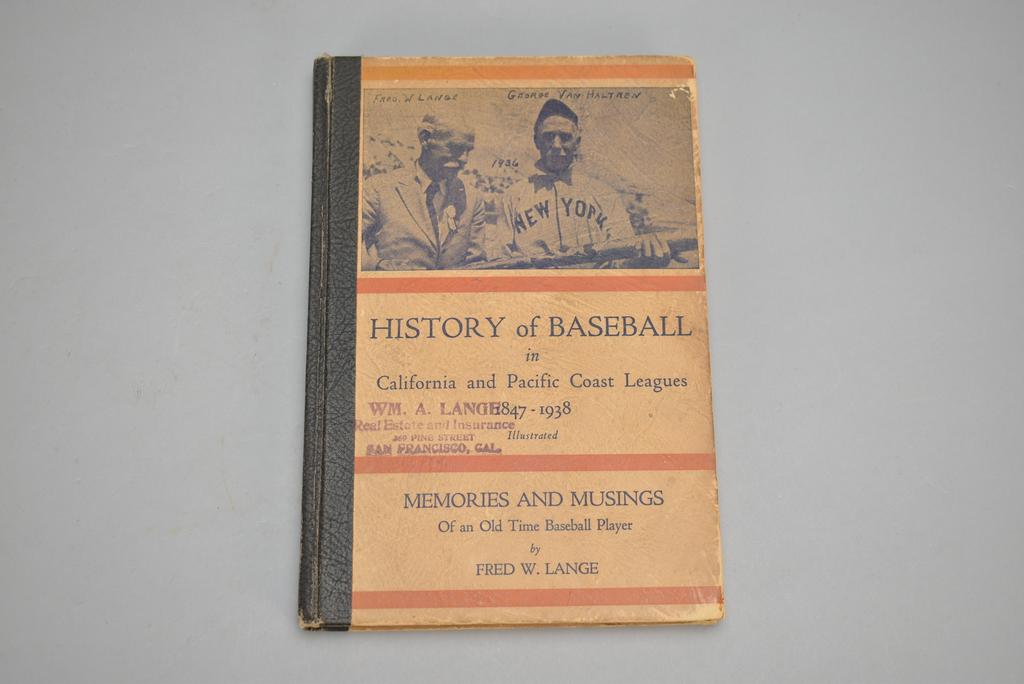 FRED. W LANGE
GEORGE VAN HALTREN
1936
NEW YORK
HISTORY of BASEBALL
in
California and Pacific Coast Leagues
1847 - 1938
Illustrated
WM. A. LANGE
Real Estate and Insurance
369 PINE STREET
SAN FRANCISCO, CAL.
MEMORIES AND MUSINGS
Of an Old Time Baseball Player
by
FRED W. LANGE